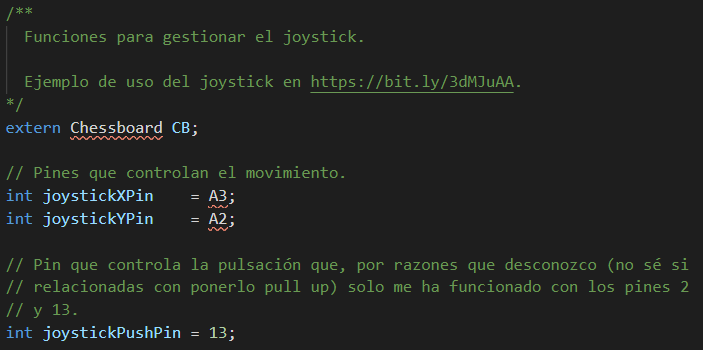 /**
Funciones para gestionar el joystick.
Ejemplo de uso del joystick en https://bit.ly/3dMJuAA.
*/
extern Chessboard CB;
// Pines que controlan el movimiento.
int joystickXPin    = A3;
int joystickYPin    = A2;
// Pin que controla la pulsación que, por razones que desconozco (no sé si
// relacionadas con ponerlo pull up) solo me ha funcionado con los pines 2
// y 13.
int joystickPushPin = 13;